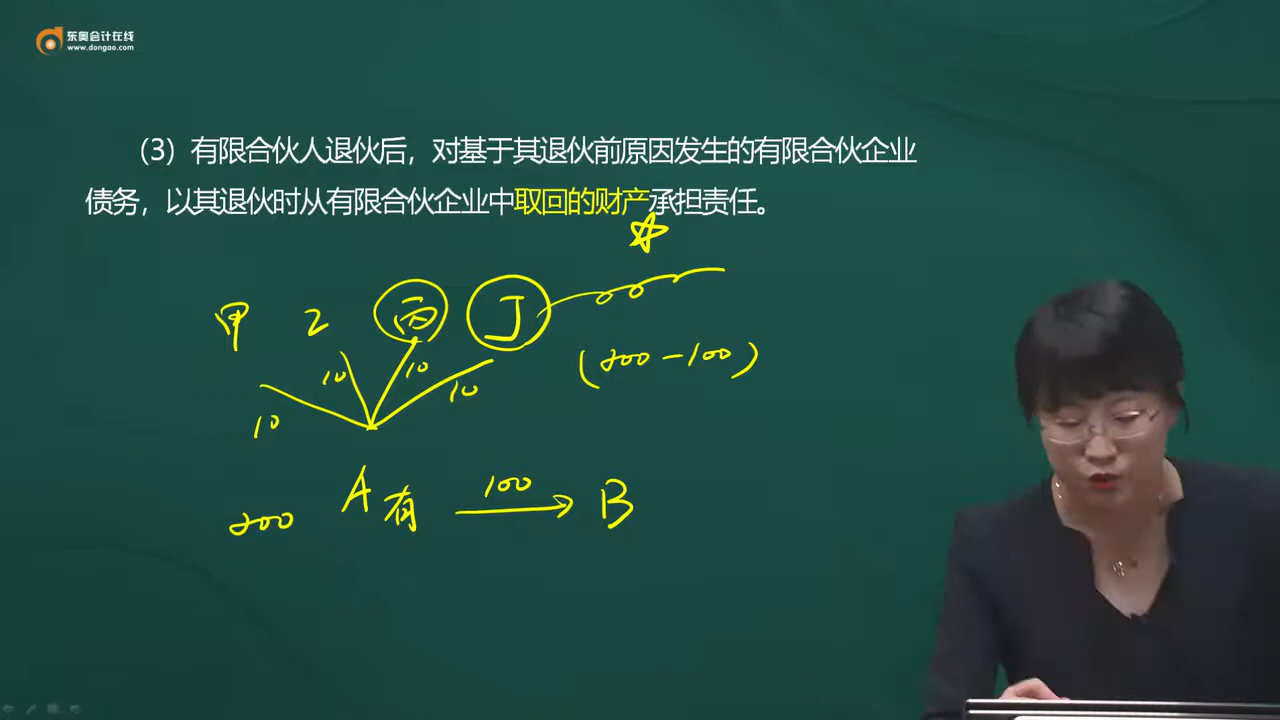 东奥会计在线
www.dongao.com
（3）有限合伙人退伙后，对基于其退伙前原因发生的有限合伙企业
债务，以其退伙时从有限合伙企业中取回的财产承担责任。
甲 乙 丙 丁
10 10 10 10
(200-100)
200 A有 100 B